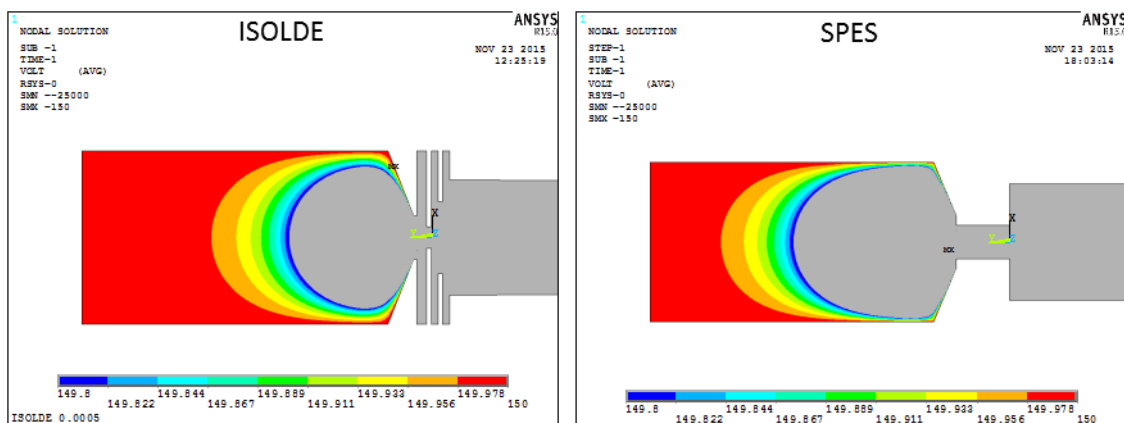 1
NODAL SOLUTION
SUB -1
TIME-1
VOLT (AVG)
RSYS-0
SMN --25000
SMX -150
ISOLDE
ANSYS
R15.0
NOV 23 2015
12:25:19
MX
X
Y
Z
149.8 149.844 149.889 149.933 149.978
149.822 149.867 149.911 149.956 150
ISOLDE 0.0005
1
NODAL SOLUTION
STEP-1
SUB -1
TIME-1
VOLT (AVG)
RSYS-0
SMN --25000
SMX -150
SPES
ANSYS
R15.0
NOV 23 2015
18:03:14
MX
X
Y
Z
149.8 149.844 149.889 149.933 149.978
149.822 149.867 149.911 149.956 150